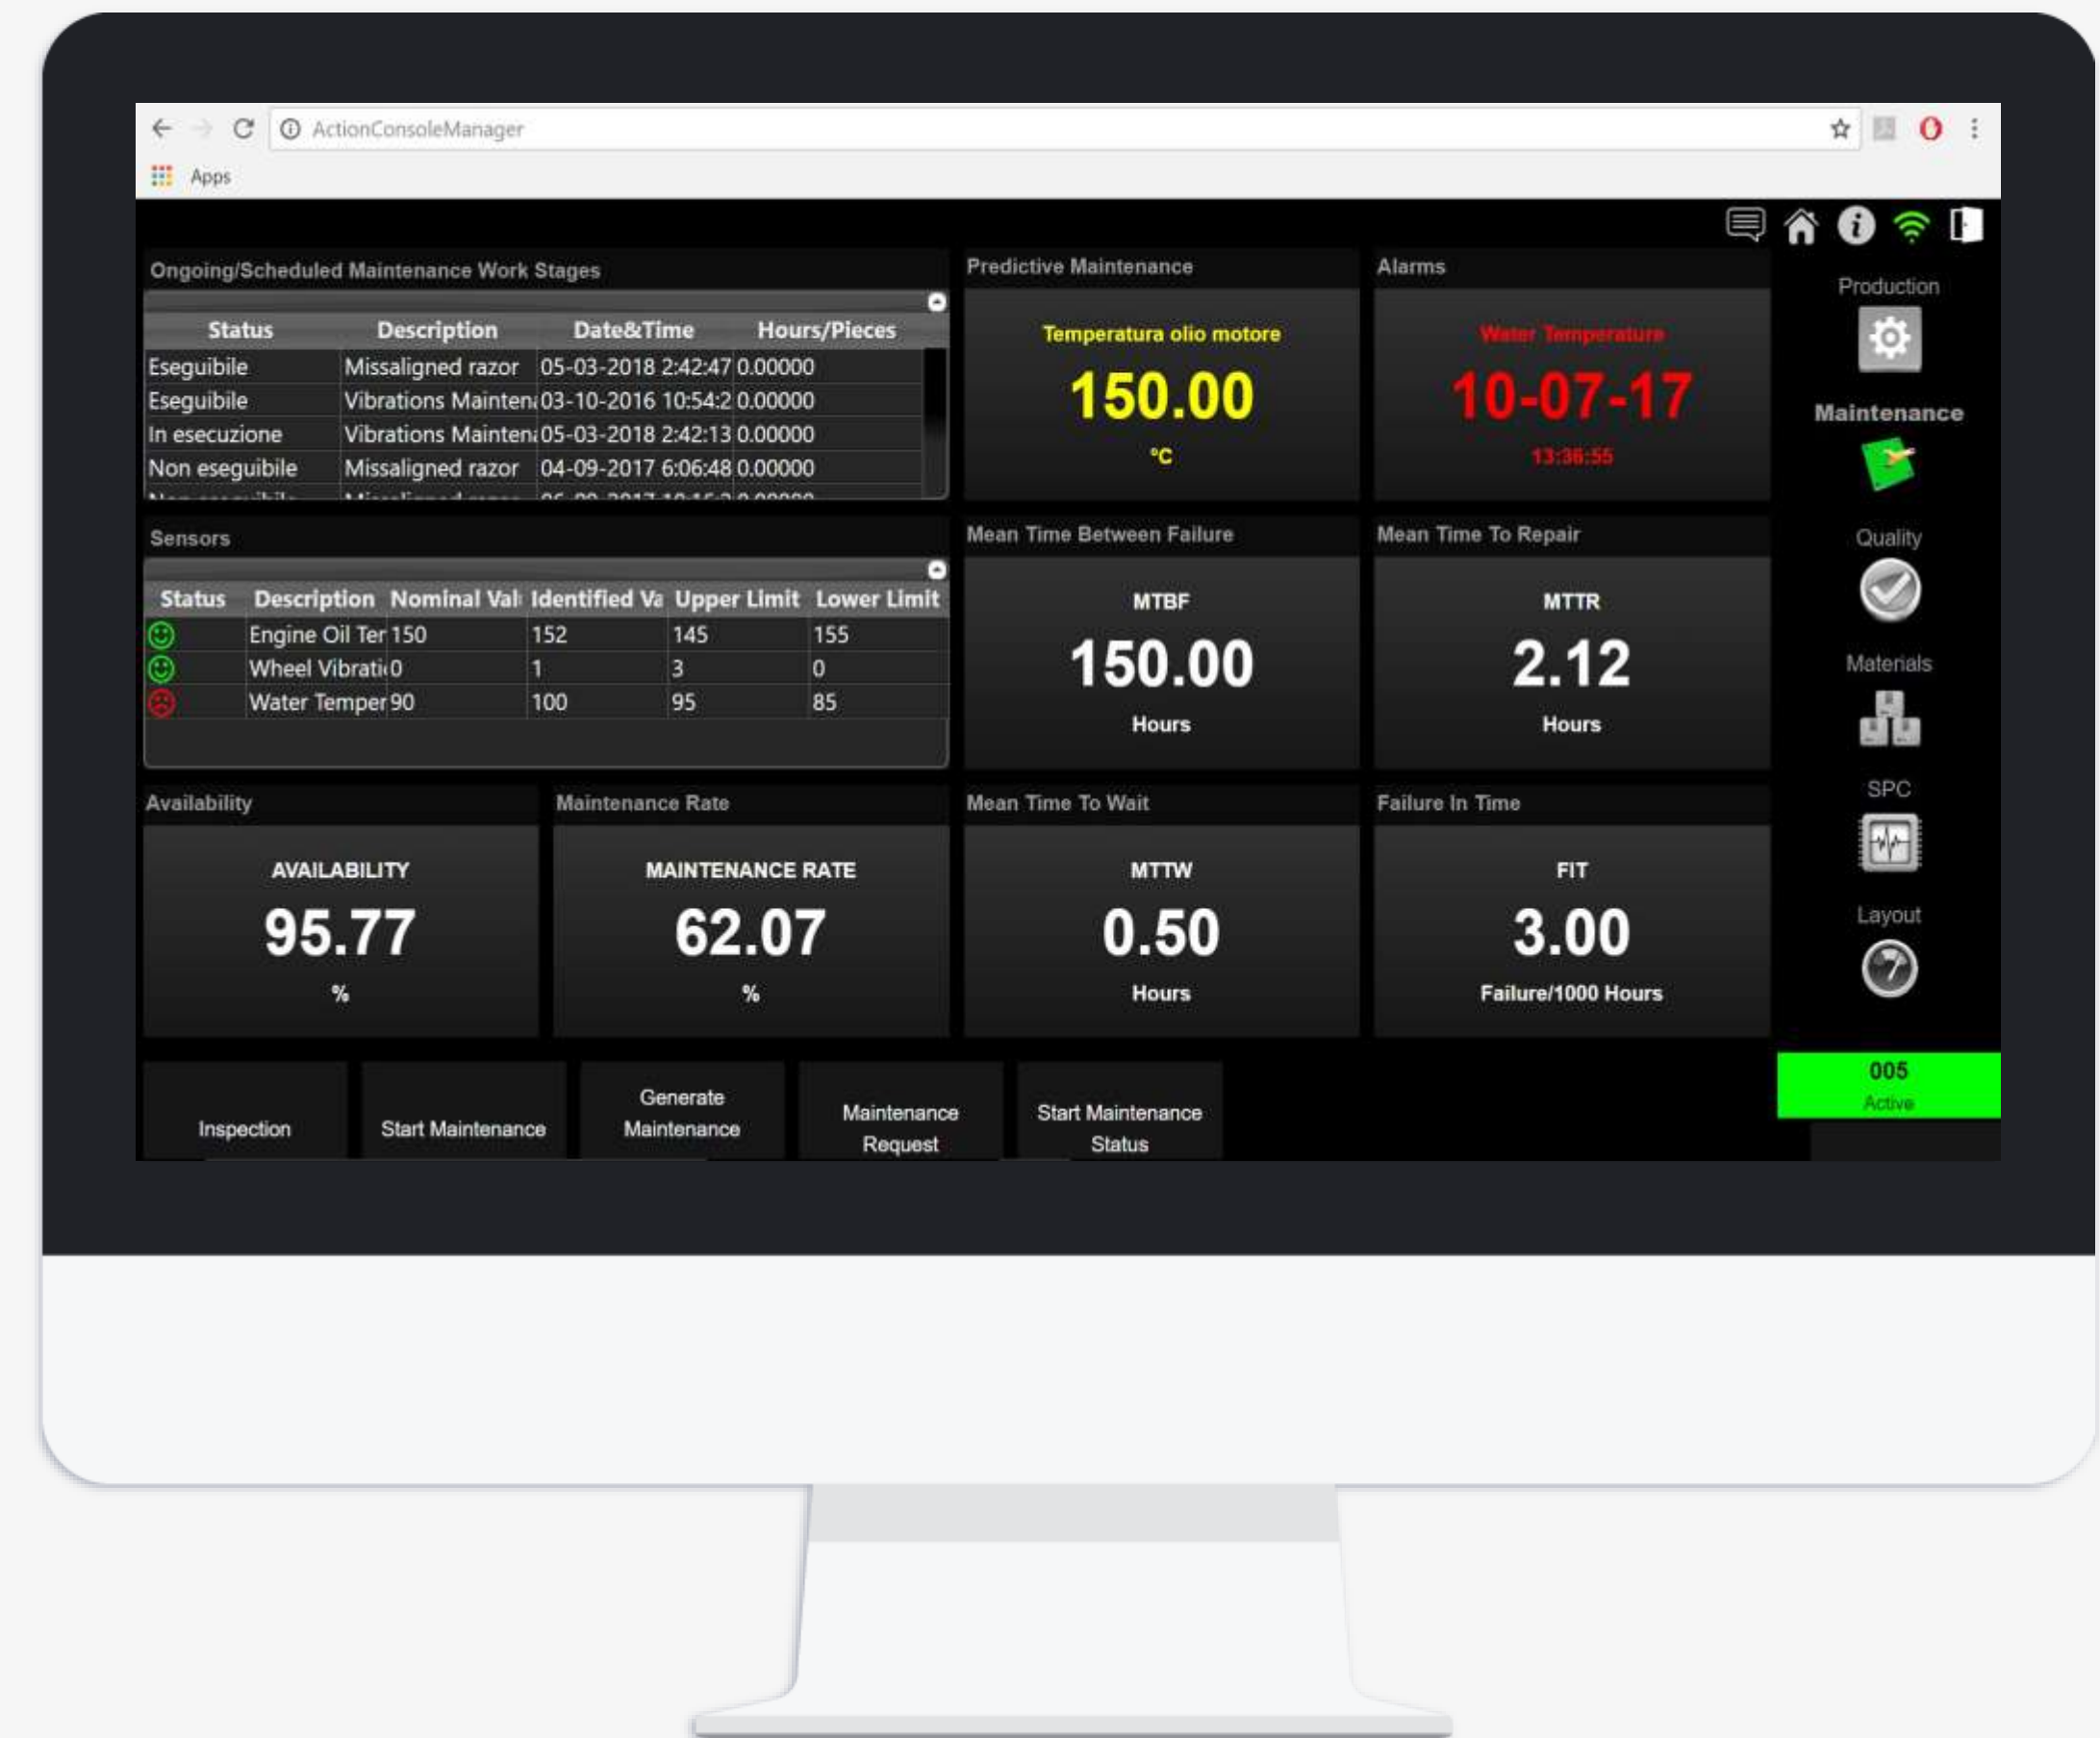 ActionConsoleManager
Apps
Ongoing/Scheduled Maintenance Work Stages
Status Description Date&Time Hours/Pieces
Eseguibile Missaligned razor 05-03-2018 2:42:47 0.00000
Eseguibile Vibrations Mainten 03-10-2016 10:54:2 0.00000
In esecuzione Vibrations Mainten 05-03-2018 2:42:13 0.00000
Non eseguibile Missaligned razor 04-09-2017 6:06:48 0.00000
Predictive Maintenance
Temperatura olio motore
150.00
°C
Alarms
Water Temperature
10-07-17
13:36:55
Sensors
Status Description Nominal Val Identified Va Upper Limit Lower Limit
Engine Oil Ter 150 152 145 155
Wheel Vibrati 0 1 3 0
Water Temper 90 100 95 85
Mean Time Between Failure
MTBF
150.00
Hours
Mean Time To Repair
MTTR
2.12
Hours
Availability
AVAILABILITY
95.77
%
Maintenance Rate
MAINTENANCE RATE
62.07
%
Mean Time To Wait
MTTW
0.50
Hours
Failure In Time
FIT
3.00
Failure/1000 Hours
Production
Maintenance
Quality
Materials
SPC
Layout
005
Active
Inspection
Start Maintenance
Generate
Maintenance
Maintenance
Request
Start Maintenance
Status